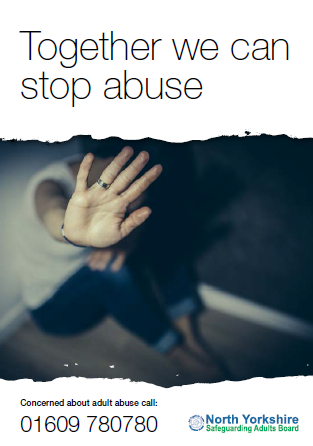 Together we can
stop abuse
Concerned about adult abuse call:
01609 780780
North Yorkshire
Safeguarding Adults Board